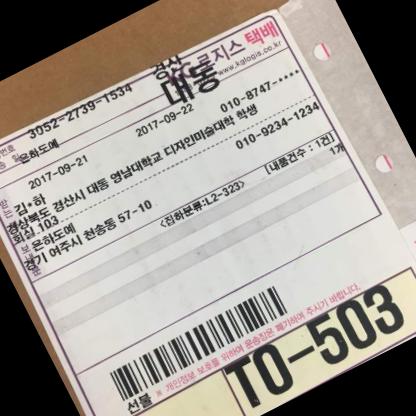 경산 로지스 택배
대동 www.kglogis.co.kr
3052-2739-1534
은하도예 2017-09-22 010-8747-****
2017-09-21
김*하
경상북도 경산시 대동 영남대학교 디자인미술대학 학생
회실 103 010-9234-1234
은하도예 [내품건수 : 1건]
경기 여주시 천송동 57-10 <집하분류:L2-323> 1개
선불 ※ 개인정보 보호를 위하여 운송장은 폐기하여 주시기 바랍니다.
TO-503